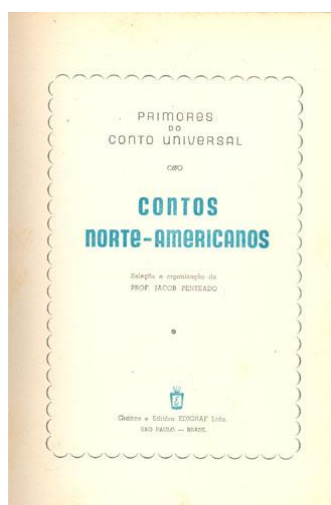 PRIMORES
DO
CONTO UNIVERSAL
CONTOS
NORTE-AMERICANOS
Seleção e organização do
PROF. JACOB PENTEADO
Gráfica e Editôra EDIGRAF Ltda.
SÃO PAULO — BRASIL